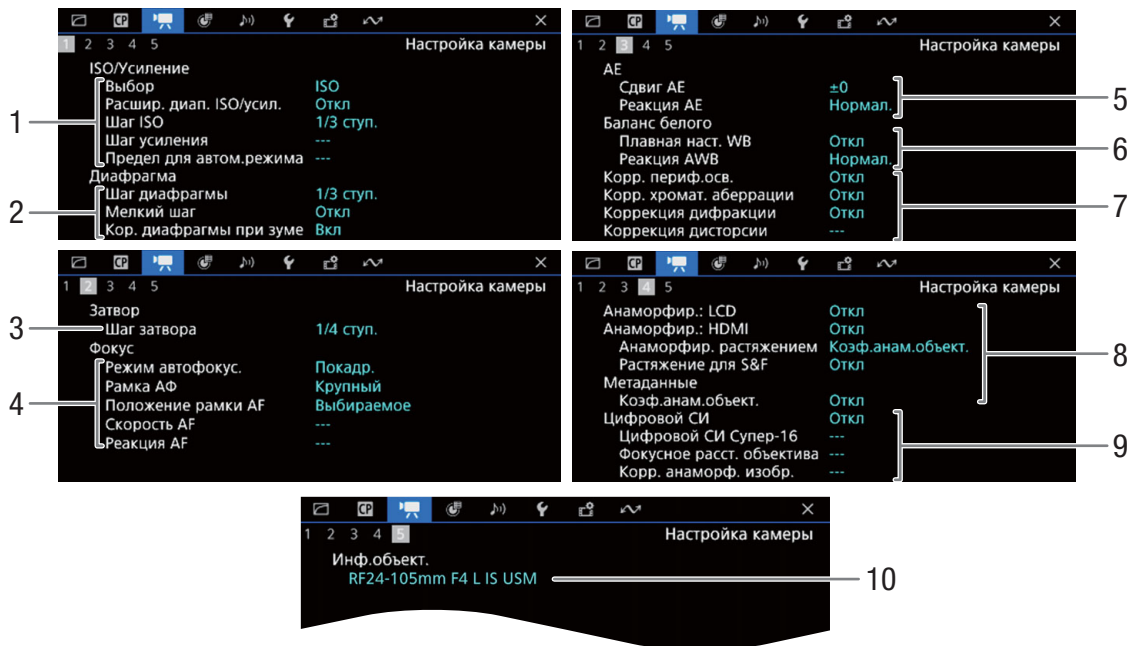 CP
1 2 3 4 5
Настройка камеры
ISO/Усиление
Выбор ISO
Расшир. диап. ISO/усил. Откл
Шаг ISO 1/3 ступ.
Шаг усиления ---
Предел для автом.режима ---
Диафрагма
Шаг диафрагмы 1/3 ступ.
Мелкий шаг Откл
Кор. диафрагмы при зуме Вкл
1
2
CP
1 2 3 4 5
Настройка камеры
AE
Сдвиг AE ±0
Реакция AE Нормал.
Баланс белого
Плавная наст. WB Откл
Реакция AWB Нормал.
Корр. периф.осв. Откл
Корр. хромат. аберрации Откл
Коррекция дифракции Откл
Коррекция дисторсии ---
5
6
7
CP
1 2 3 4 5
Настройка камеры
Затвор
Шаг затвора 1/4 ступ.
Фокус
Режим автофокус. Покадр.
Рамка АФ Крупный
Положение рамки AF Выбираемое
Скорость AF ---
Реакция AF ---
3
4
CP
1 2 3 4 5
Настройка камеры
Анаморфир.: LCD Откл
Анаморфир.: HDMI Откл
Анаморфир. растяжением Коэф.анам.объект.
Растяжение для S&F Откл
Метаданные
Коэф.анам.объект. Откл
Цифровой СИ Откл
Цифровой СИ Супер-16 ---
Фокусное расст. объектива ---
Корр. анаморф. изобр. ---
8
9
CP
1 2 3 4 5
Настройка камеры
Инф.объект.
RF24-105mm F4 L IS USM
10